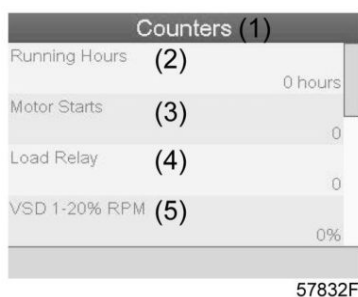 Counters (1)
Running Hours (2)
0 hours
Motor Starts (3)
0
Load Relay (4)
0
VSD 1-20% RPM (5)
0%
57832F